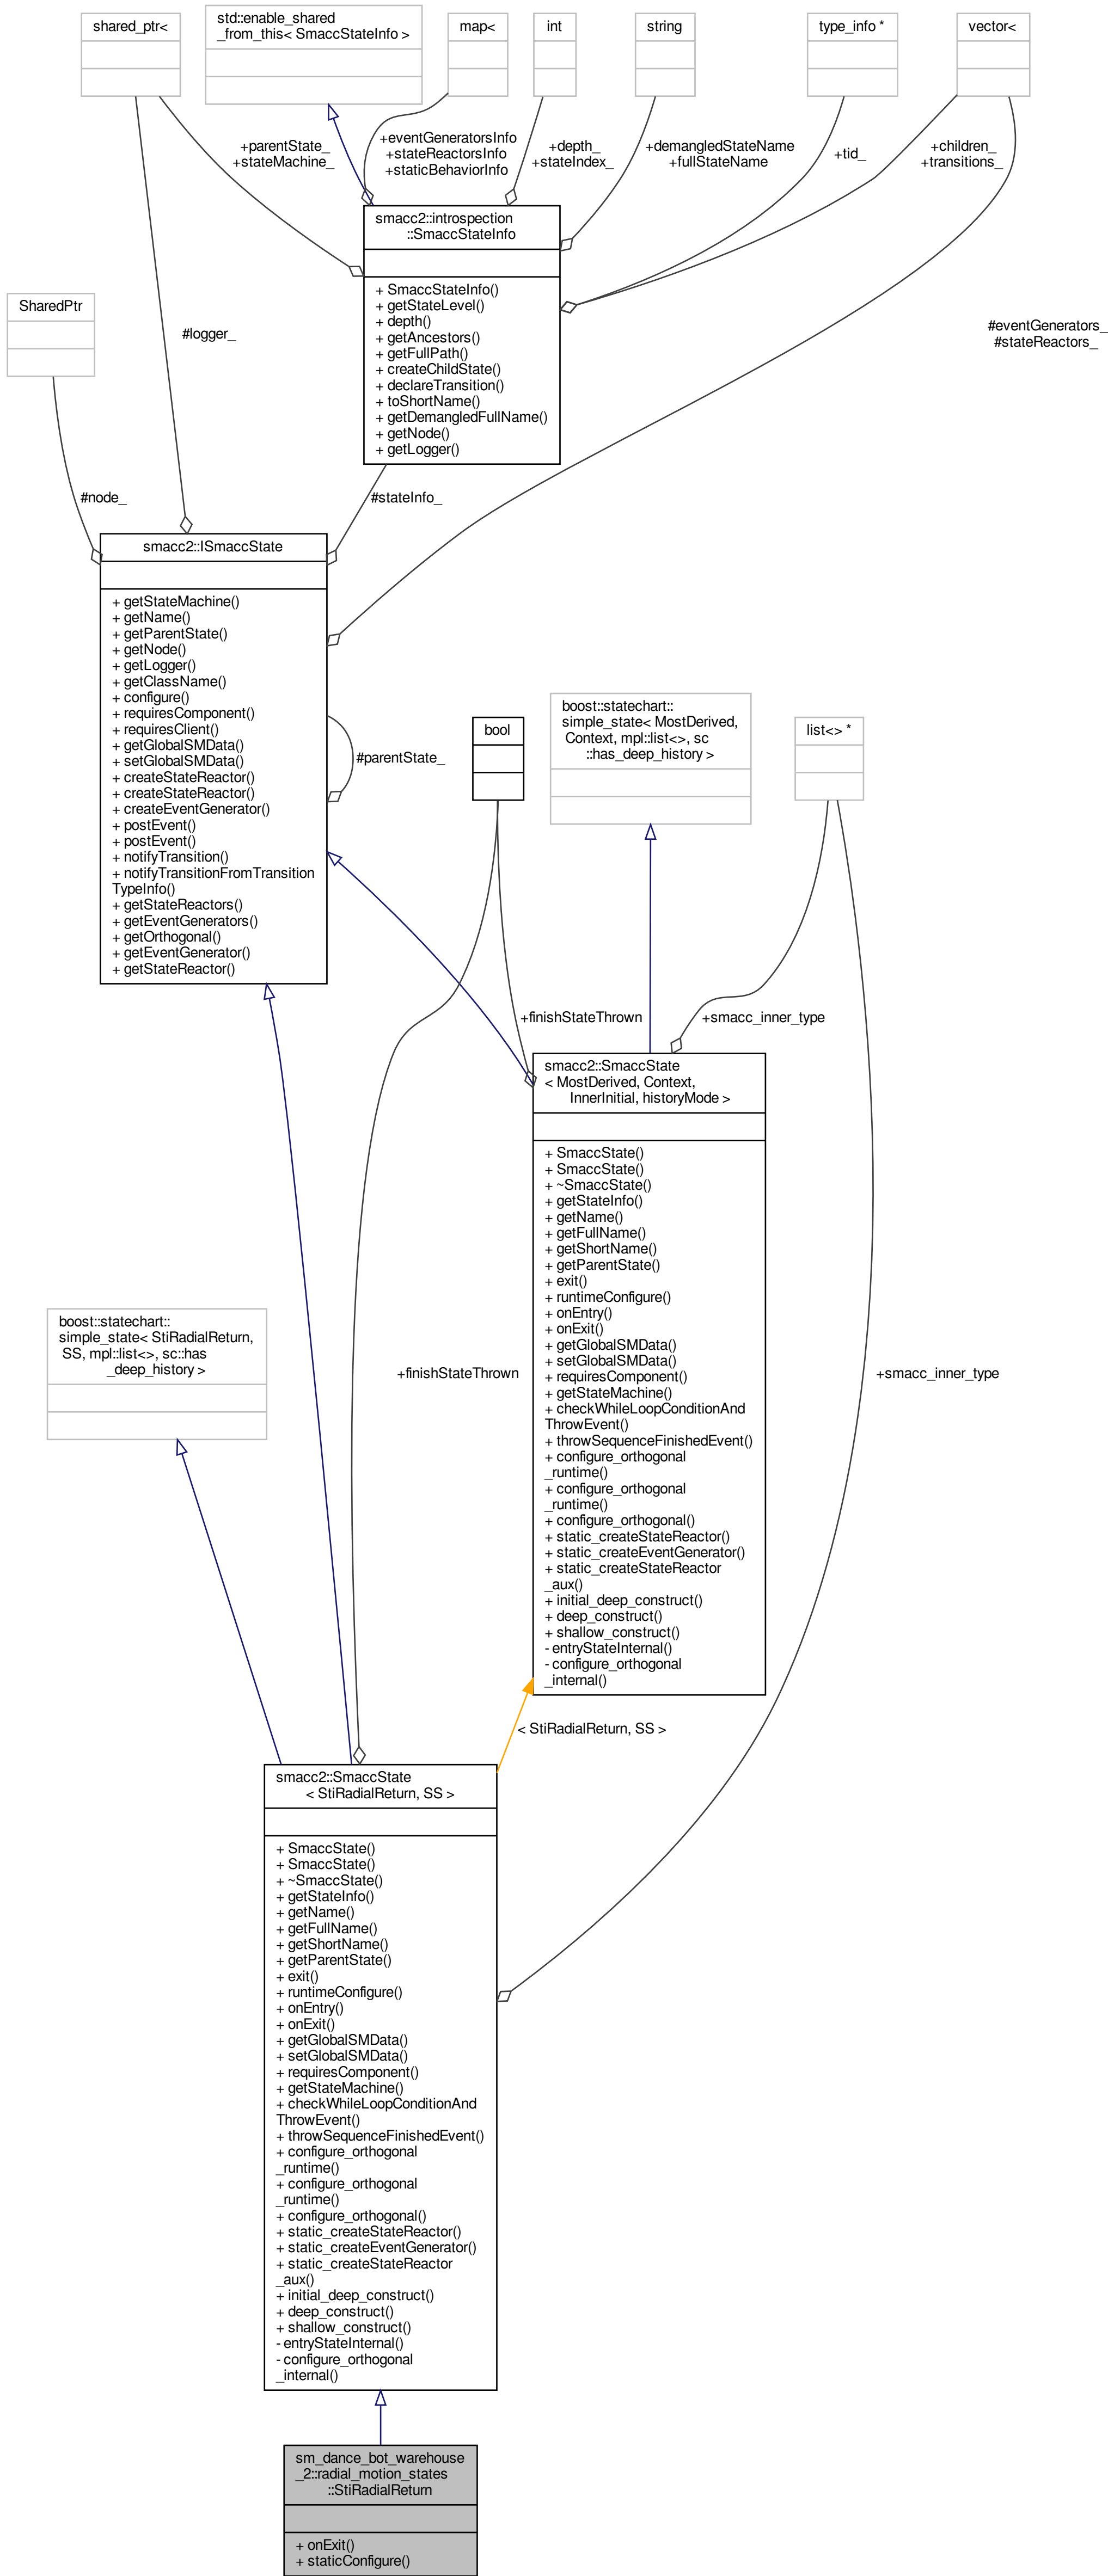 shared_ptr<
std::enable_shared
_from_this< SmaccStateInfo >
map<
int
string
type_info *
vector<
+parentState_
+stateMachine_
+eventGeneratorsInfo
+stateReactorsInfo
+staticBehaviorInfo
+depth_
+stateIndex_
+demangledStateName
+fullStateName
+tid_
+children_
+transitions_
smacc2::introspection
::SmaccStateInfo
+ SmaccStateInfo()
+ getStateLevel()
+ depth()
+ getAncestors()
+ getFullPath()
+ createChildState()
+ declareTransition()
+ toShortName()
+ getDemangledFullName()
+ getNode()
+ getLogger()
SharedPtr
#logger_
#eventGenerators_
#stateReactors_
#node_
#stateInfo_
smacc2::ISmaccState
+ getStateMachine()
+ getName()
+ getParentState()
+ getNode()
+ getLogger()
+ getClassName()
+ configure()
+ requiresComponent()
+ requiresClient()
+ getGlobalSMData()
+ setGlobalSMData()
+ createStateReactor()
+ createStateReactor()
+ createEventGenerator()
+ postEvent()
+ postEvent()
+ notifyTransition()
+ notifyTransitionFromTransition
TypeInfo()
+ getStateReactors()
+ getEventGenerators()
+ getOrthogonal()
+ getEventGenerator()
+ getStateReactor()
#parentState_
bool
boost::statechart::
simple_state< MostDerived,
Context, mpl::list<>, sc
::has_deep_history >
list<> *
+finishStateThrown
+smacc_inner_type
smacc2::SmaccState
< MostDerived, Context,
InnerInitial, historyMode >
+ SmaccState()
+ SmaccState()
+ ~SmaccState()
+ getStateInfo()
+ getName()
+ getFullName()
+ getShortName()
+ getParentState()
+ exit()
+ runtimeConfigure()
+ onEntry()
+ onExit()
+ getGlobalSMData()
+ setGlobalSMData()
+ requiresComponent()
+ getStateMachine()
+ checkWhileLoopConditionAnd
ThrowEvent()
+ throwSequenceFinishedEvent()
+ configure_orthogonal
_runtime()
+ configure_orthogonal
_runtime()
+ configure_orthogonal()
+ static_createStateReactor()
+ static_createEventGenerator()
+ static_createStateReactor
_aux()
+ initial_deep_construct()
+ deep_construct()
+ shallow_construct()
- entryStateInternal()
- configure_orthogonal
_internal()
boost::statechart::
simple_state< StiRadialReturn,
SS, mpl::list<>, sc::has
_deep_history >
+finishStateThrown
+smacc_inner_type
< StiRadialReturn, SS >
smacc2::SmaccState
< StiRadialReturn, SS >
+ SmaccState()
+ SmaccState()
+ ~SmaccState()
+ getStateInfo()
+ getName()
+ getFullName()
+ getShortName()
+ getParentState()
+ exit()
+ runtimeConfigure()
+ onEntry()
+ onExit()
+ getGlobalSMData()
+ setGlobalSMData()
+ requiresComponent()
+ getStateMachine()
+ checkWhileLoopConditionAnd
ThrowEvent()
+ throwSequenceFinishedEvent()
+ configure_orthogonal
_runtime()
+ configure_orthogonal
_runtime()
+ configure_orthogonal()
+ static_createStateReactor()
+ static_createEventGenerator()
+ static_createStateReactor
_aux()
+ initial_deep_construct()
+ deep_construct()
+ shallow_construct()
- entryStateInternal()
- configure_orthogonal
_internal()
sm_dance_bot_warehouse
_2::radial_motion_states
::StiRadialReturn
+ onExit()
+ staticConfigure()